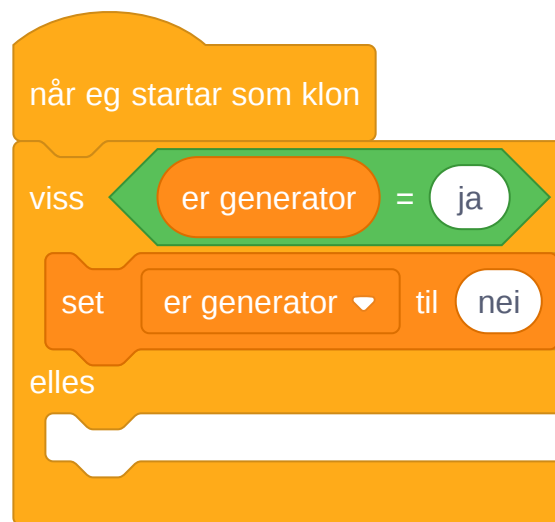 når eg startar som klon
viss er generator = ja
set er generator til nei
elles